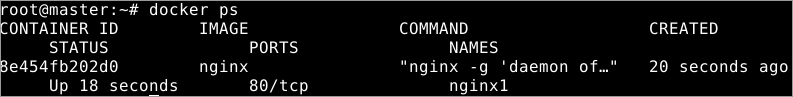 root@master:~# docker ps
CONTAINER ID        IMAGE               COMMAND                  CREATED
     STATUS              PORTS               NAMES
8e454fb202d0        nginx               "nginx -g 'daemon of…"   20 seconds ago
     Up 18 seconds       80/tcp              nginx1